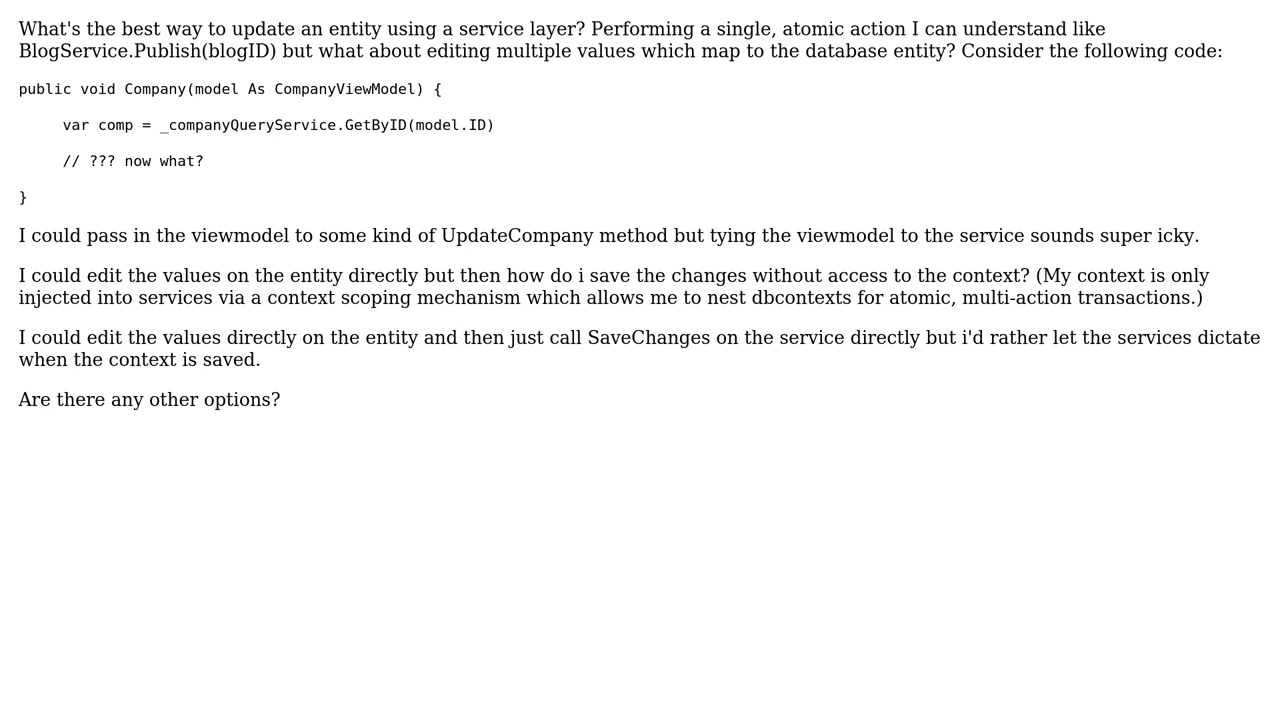 What's the best way to update an entity using a service layer? Performing a single, atomic action I can understand like
BlogService.Publish(blogID) but what about editing multiple values which map to the database entity? Consider the following code:
public void Company(model As CompanyViewModel) {
var comp = _companyQueryService.GetByID(model.ID)
// ??? now what?
}
I could pass in the viewmodel to some kind of UpdateCompany method but tying the viewmodel to the service sounds super icky.
I could edit the values on the entity directly but then how do i save the changes without access to the context? (My context is only
injected into services via a context scoping mechanism which allows me to nest dbcontexts for atomic, multi-action transactions.)
I could edit the values directly on the entity and then just call SaveChanges on the service directly but i'd rather let the services dictate
when the context is saved.
Are there any other options?